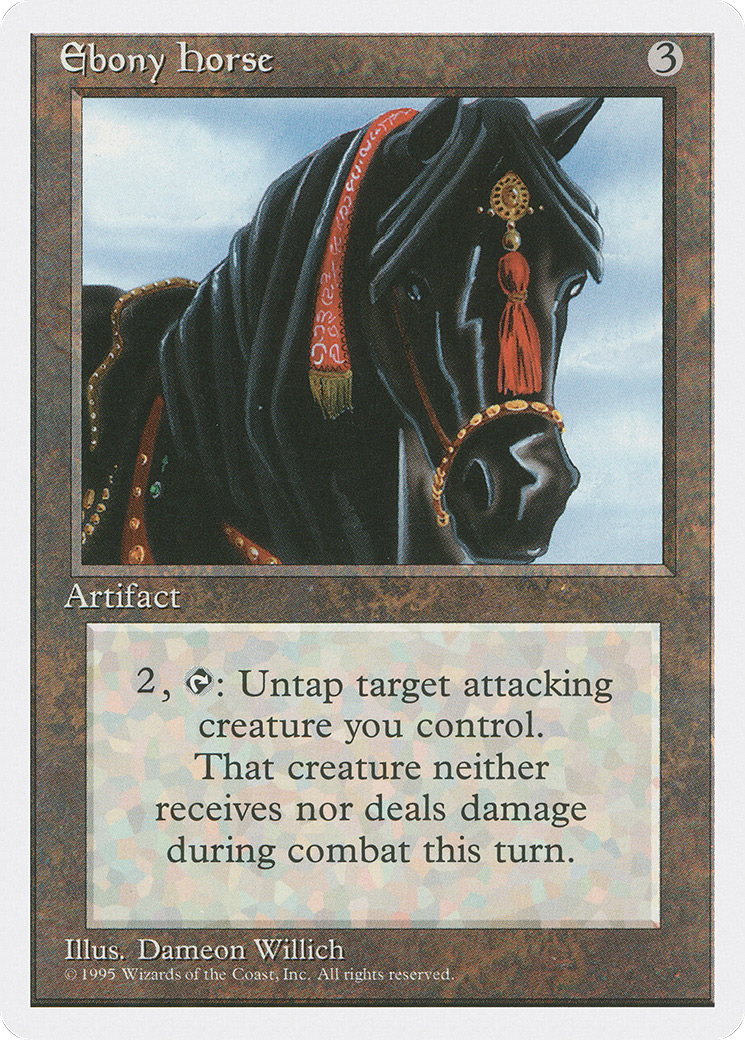 Ebony Horse
3
Artifact
2, : Untap target attacking
creature you control.
That creature neither
receives nor deals damage
during combat this turn.
Illus. Dameon Willich
© 1995 Wizards of the Coast, Inc. All rights reserved.